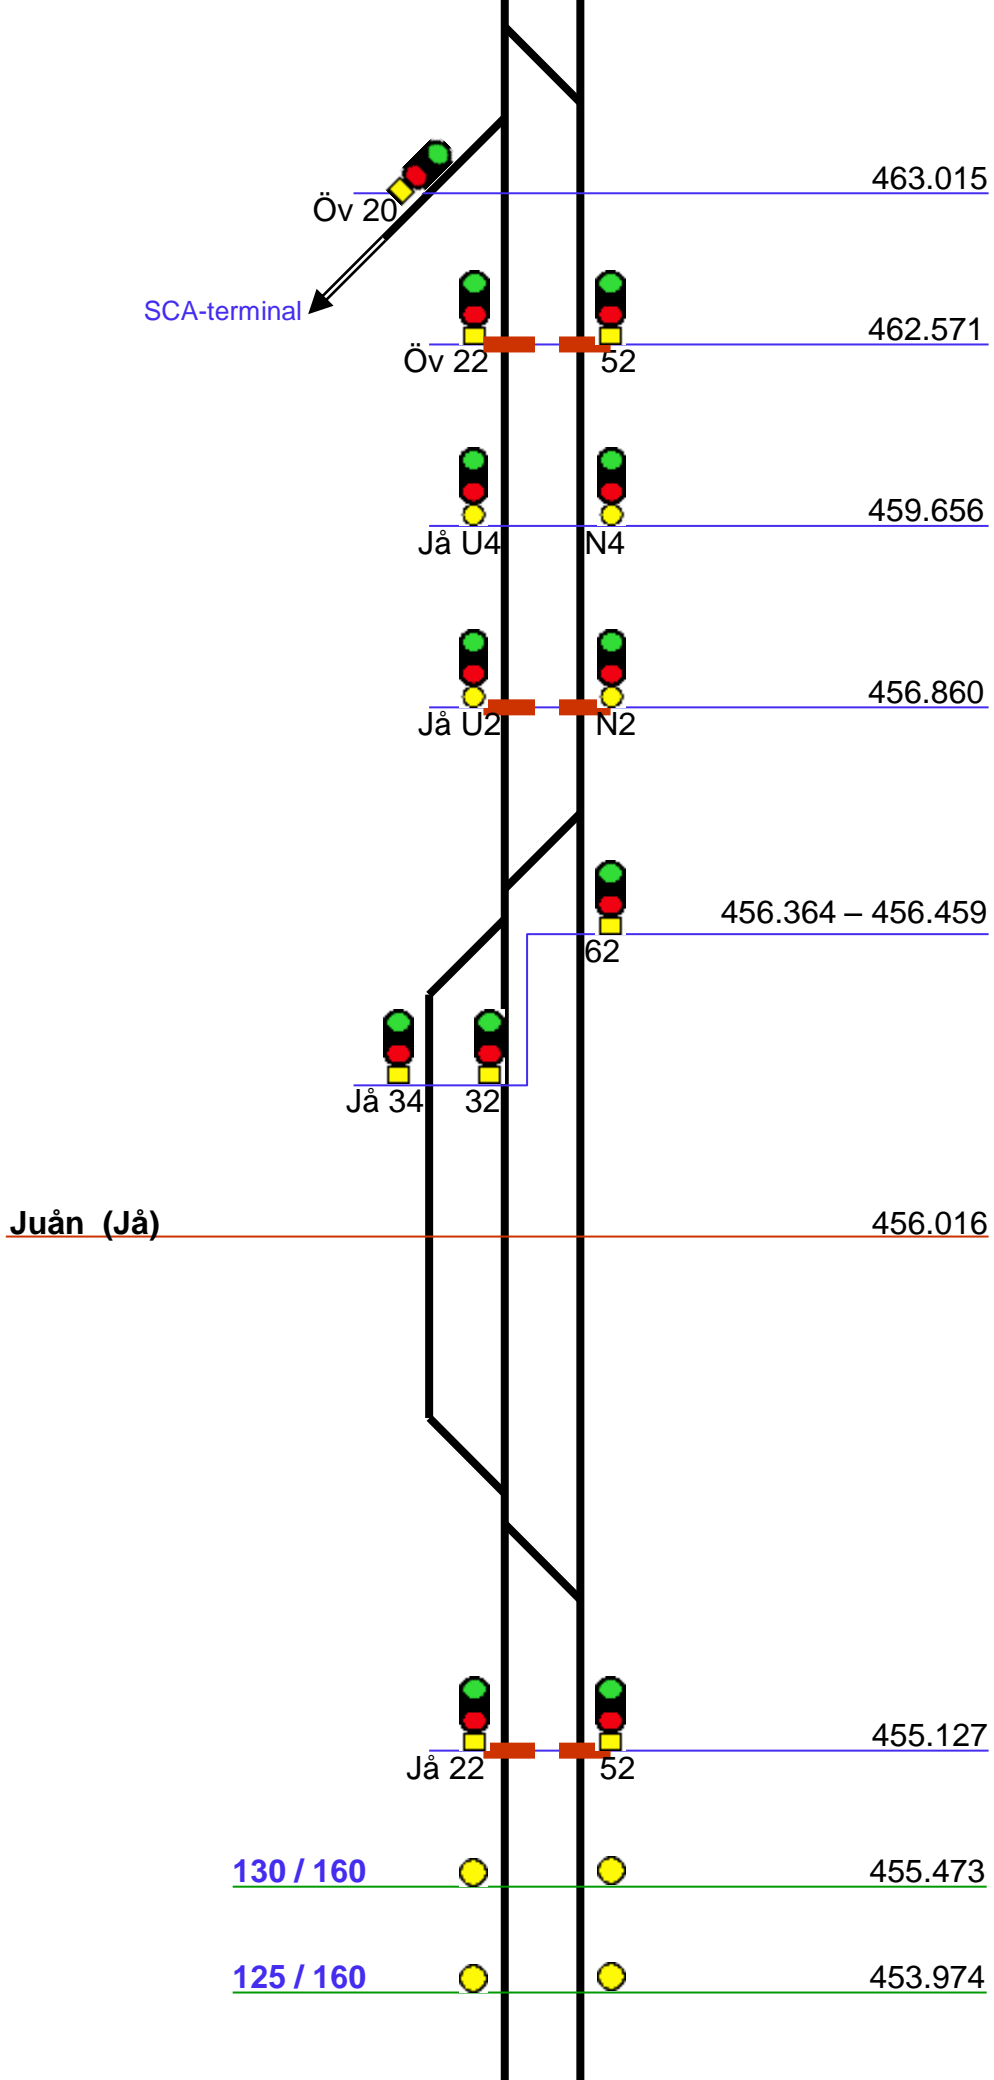 463.015
Öv 20
SCA-terminal
462.571
Öv 22 52
459.656
Jå U4 N4
456.860
Jå U2 N2
456.364 – 456.459
62
Jå 34 32
Juån (Jå) 456.016
455.127
Jå 22 52
130 / 160 455.473
125 / 160 453.974